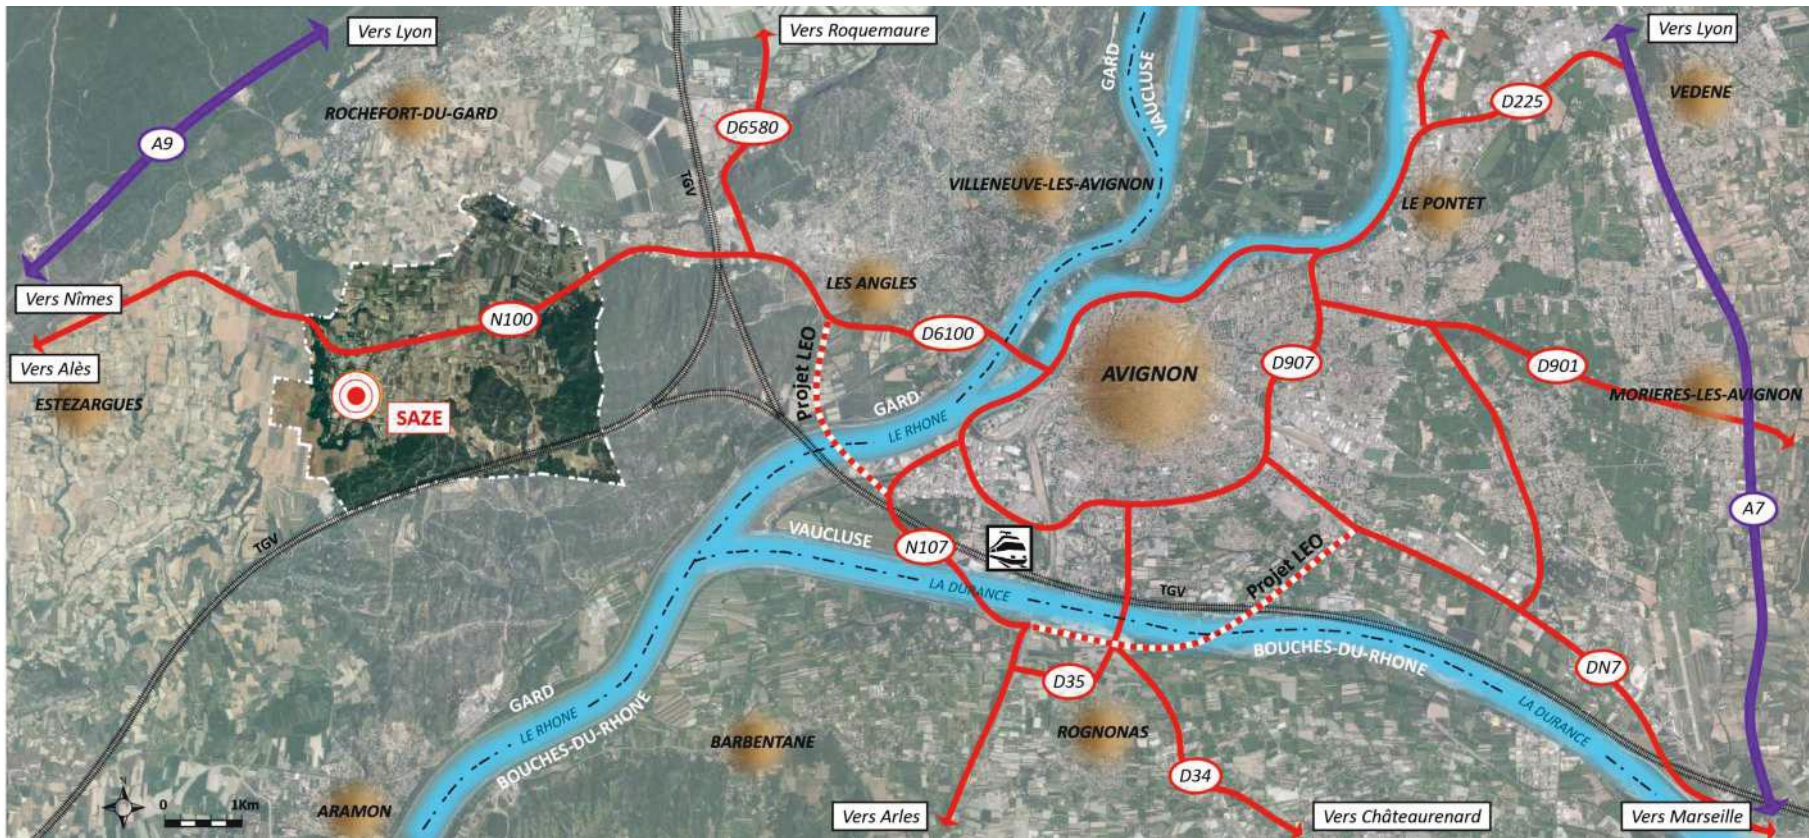 Vers Lyon
Vers Roquemaure
Vers Lyon
GARD
VAUCLUSE
VEDENE
D225
ROCHEFORT-DU-GARD
D6580
A9
TGV
VILLENEUVE-LES-AVIGNON
LE PONTET
LES ANGLES
Vers Nîmes
N100
D6100
Projet LEO
AVIGNON
D907
D901
Vers Alès
ESTEZARGUES
SAZE
GARD
LE RHONE
MORIERES-LES-AVIGNON
A7
TGV
VAUCLUSE
N107
LA DURANCE
TGV
Projet LEO
BOUCHES-DU-RHONE
DN7
D35
GARD
LE RHONE
BOUCHES-DU-RHONE
BARBENTANE
ROGNONAS
LA DURANCE
D34
N
0 1Km
ARAMON
Vers Arles
Vers Châteaurenard
Vers Marseille